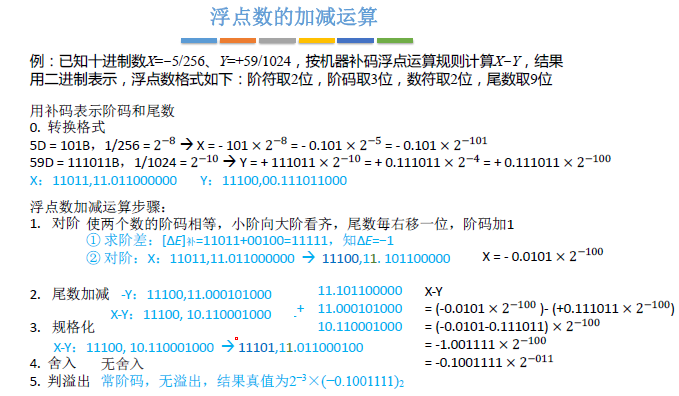 浮点数的加减运算
例：已知十进制数X=−5/256、Y=+59/1024，按机器补码浮点运算规则计算X−Y，结果
用二进制表示，浮点数格式如下：阶符取2位，阶码取3位，数符取2位，尾数取9位
用补码表示阶码和尾数
0. 转换格式
5D = 101B，1/256 = 2⁻⁸ → X = - 101 × 2⁻⁸ = - 0.101 × 2⁻⁵ = - 0.101 × 2⁻¹⁰¹
59D = 111011B，1/1024 = 2⁻¹⁰ → Y = + 111011 × 2⁻¹⁰ = + 0.111011 × 2⁻⁴ = + 0.111011 × 2⁻¹⁰⁰
X：11011,11.011000000 Y：11100,00.111011000
浮点数加减运算步骤：
1. 对阶 使两个数的阶码相等，小阶向大阶看齐，尾数每右移一位，阶码加1
① 求阶差：[ΔE]补=11011+00100=11111，知ΔE=−1
② 对阶：X：11011,11.011000000 → 11100,11. 101100000 X = - 0.0101 × 2⁻¹⁰⁰
2. 尾数加减 -Y：11100,11.000101000
X-Y：11100, 10.110001000
11.101100000
+ 11.000101000
10.110001000
X-Y
= (-0.0101 × 2⁻¹⁰⁰ )- (+0.111011 × 2⁻¹⁰⁰)
= (-0.0101-0.111011) × 2⁻¹⁰⁰
= -1.001111 × 2⁻¹⁰⁰
= -0.1001111 × 2⁻⁰¹¹
3. 规格化
X-Y：11100, 10.110001000 → 11101,11.011000100
4. 舍入 无舍入
5. 判溢出 常阶码，无溢出，结果真值为2⁻³×(−0.1001111)₂